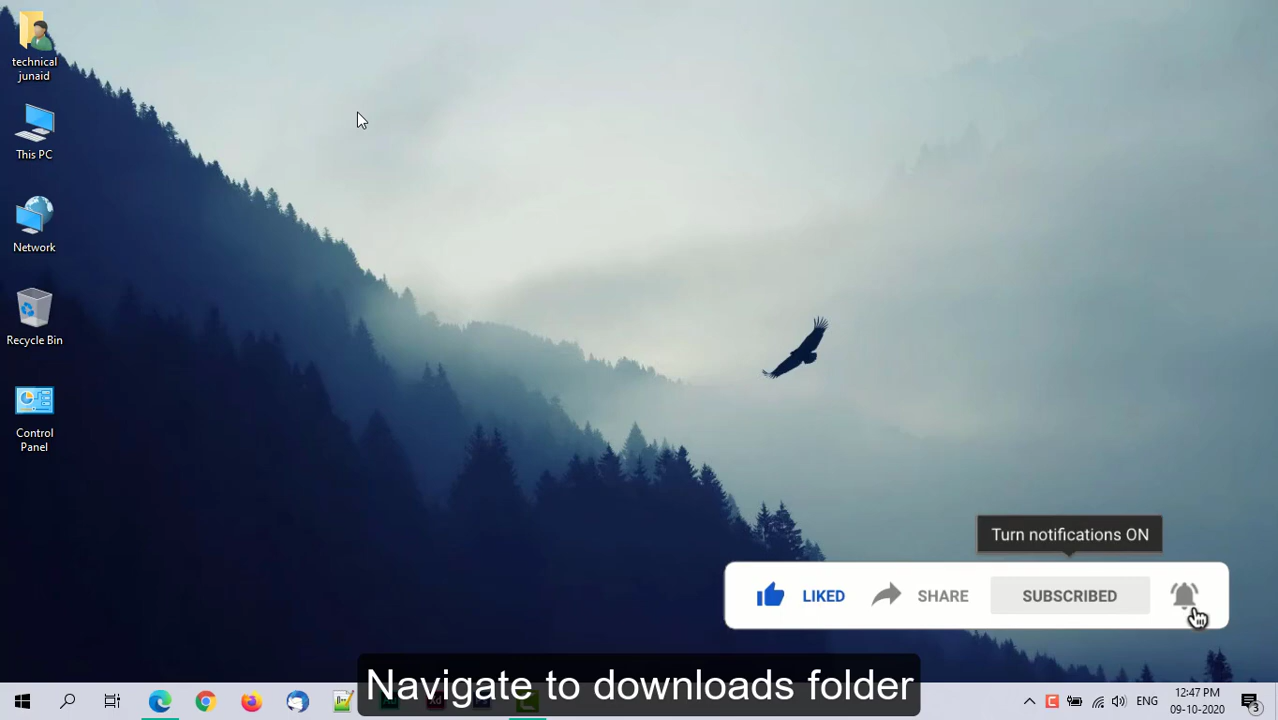 technical
junaid
This PC
Network
Recycle Bin
Control
Panel
Turn notifications ON
LIKED
SHARE
SUBSCRIBED
Navigate to downloads folder
ENG
12:47 PM
09-10-2020
3